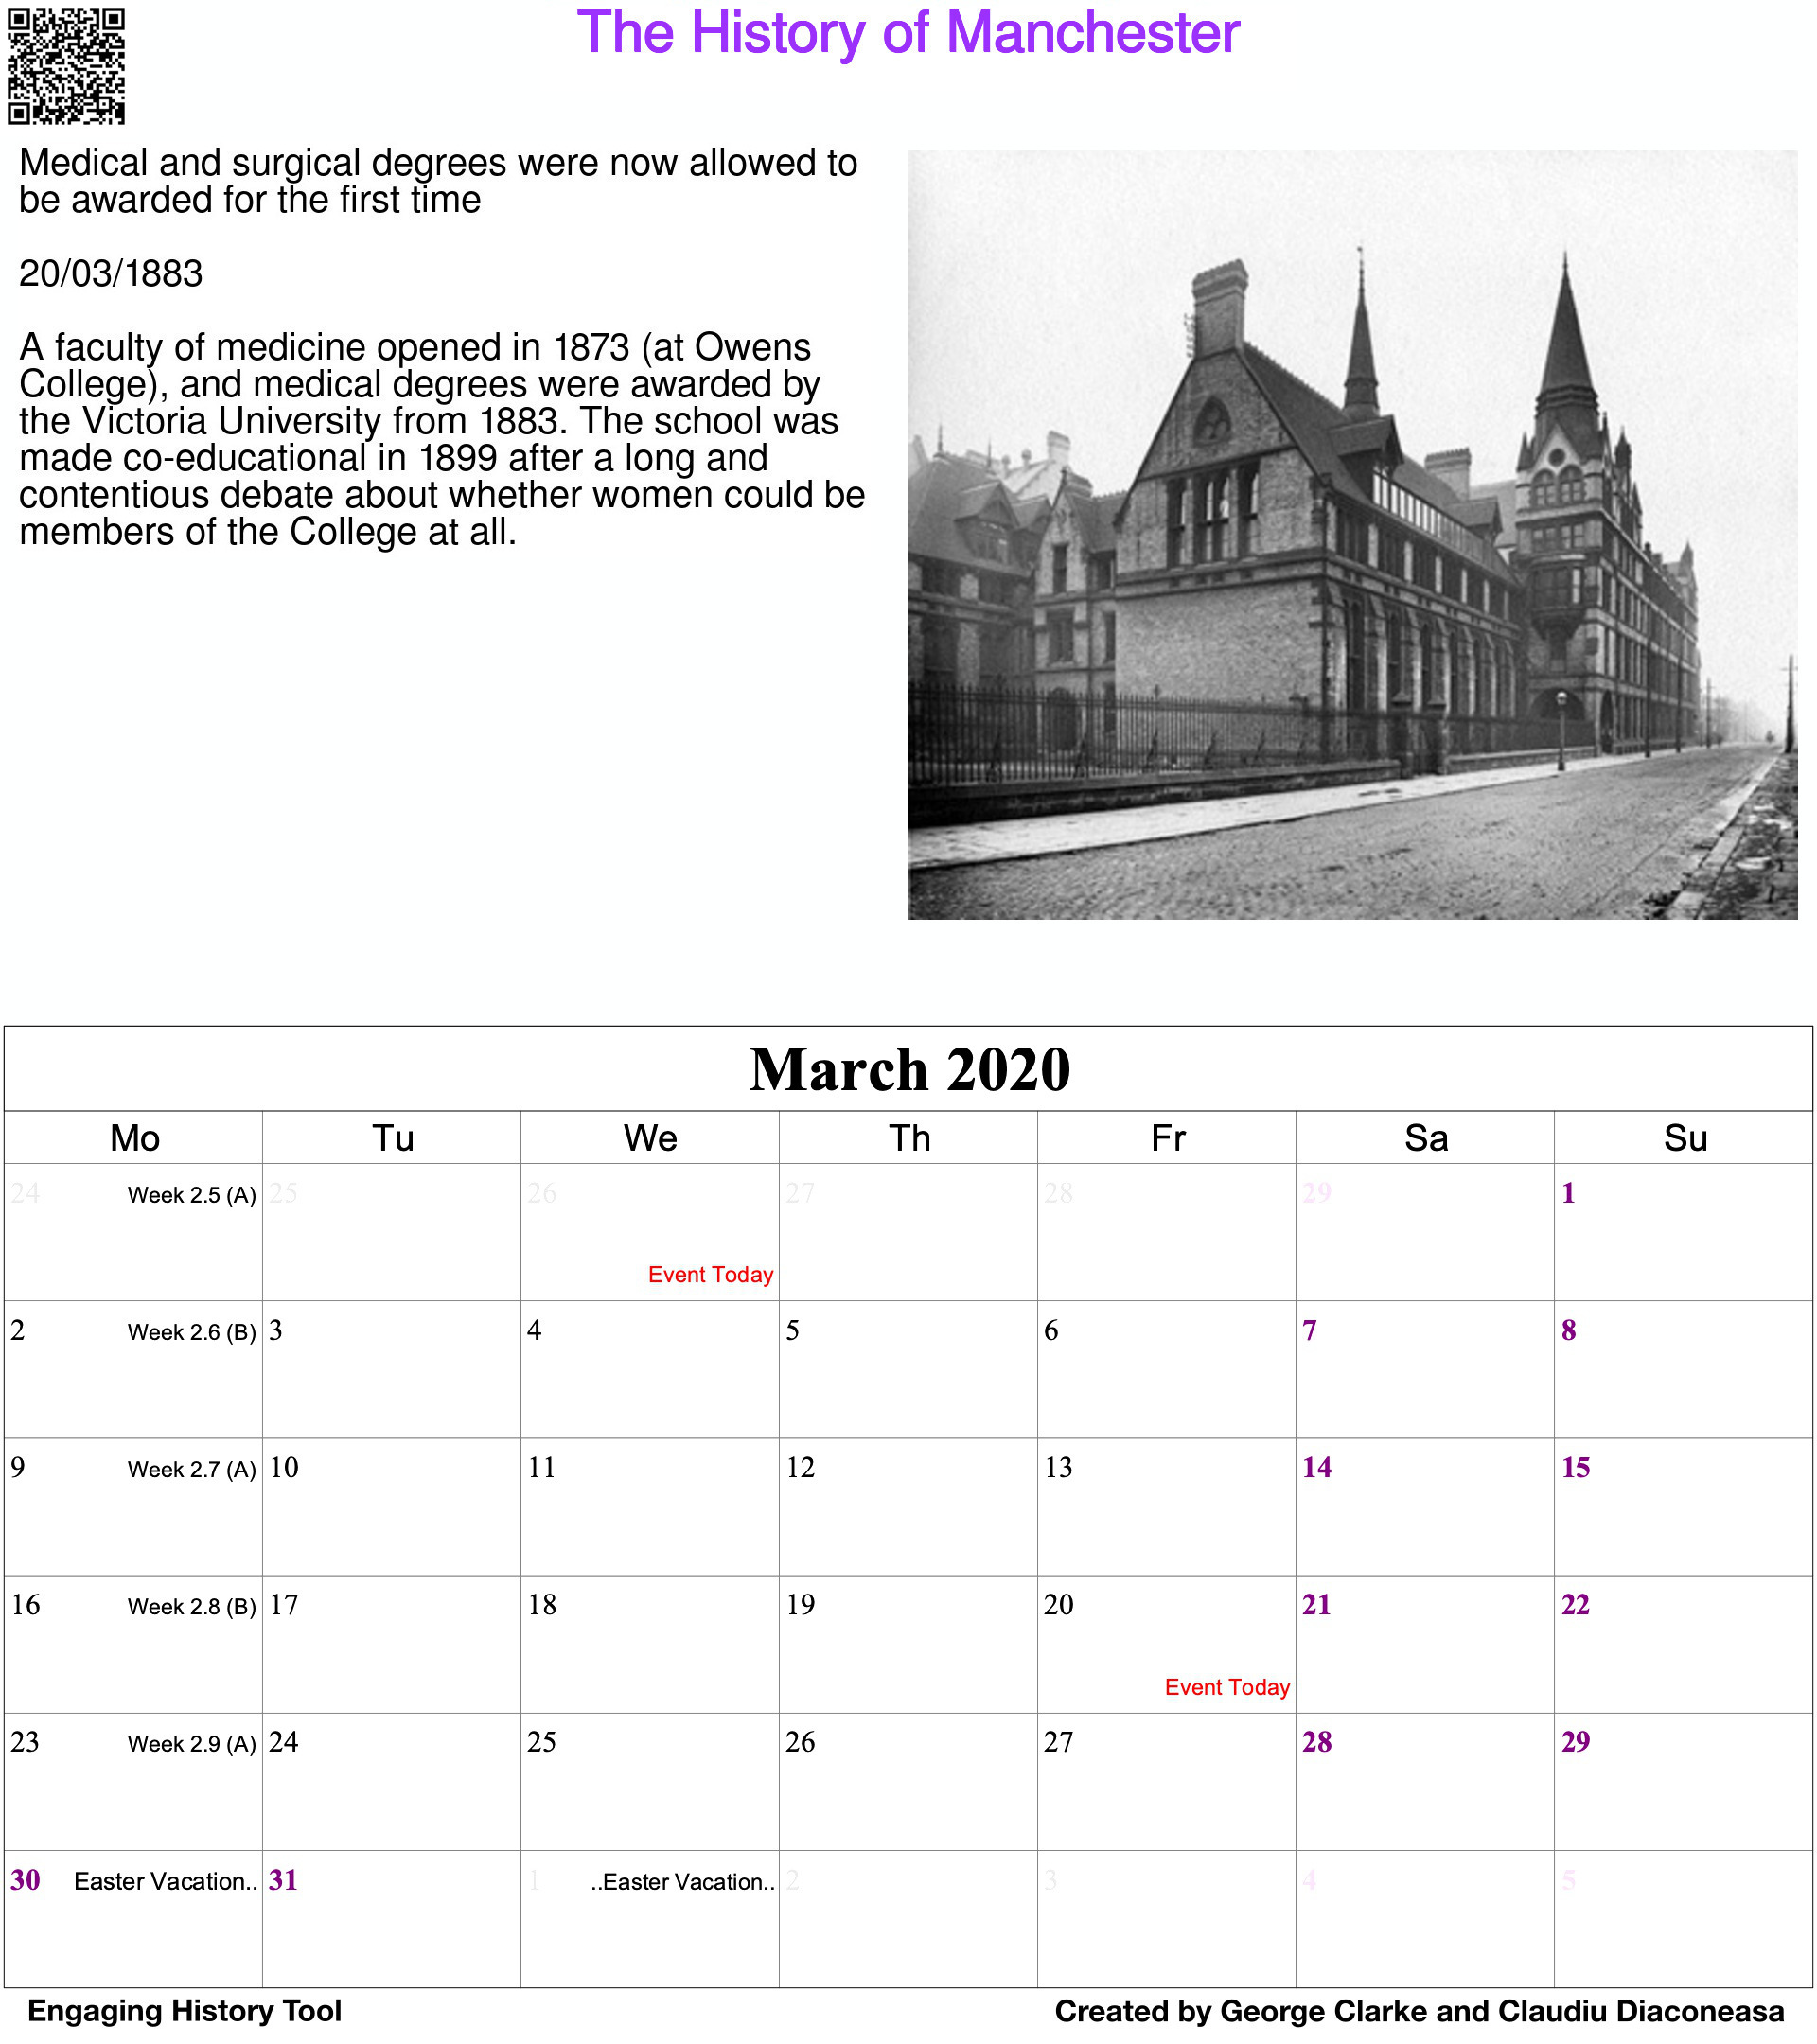 The History of Manchester
Medical and surgical degrees were now allowed to
be awarded for the first time
20/03/1883
A faculty of medicine opened in 1873 (at Owens
College), and medical degrees were awarded by
the Victoria University from 1883. The school was
made co-educational in 1899 after a long and
contentious debate about whether women could be
members of the College at all.
March 2020
Mo Tu We Th Fr Sa Su
24 Week 2.5 (A) 25 26 27 28 29 1
Event Today
2 Week 2.6 (B) 3 4 5 6 7 8
9 Week 2.7 (A) 10 11 12 13 14 15
16 Week 2.8 (B) 17 18 19 20 21 22
Event Today
23 Week 2.9 (A) 24 25 26 27 28 29
30 Easter Vacation.. 31 1 ..Easter Vacation.. 2 3 4 5
Engaging History Tool Created by George Clarke and Claudiu Diaconeasa